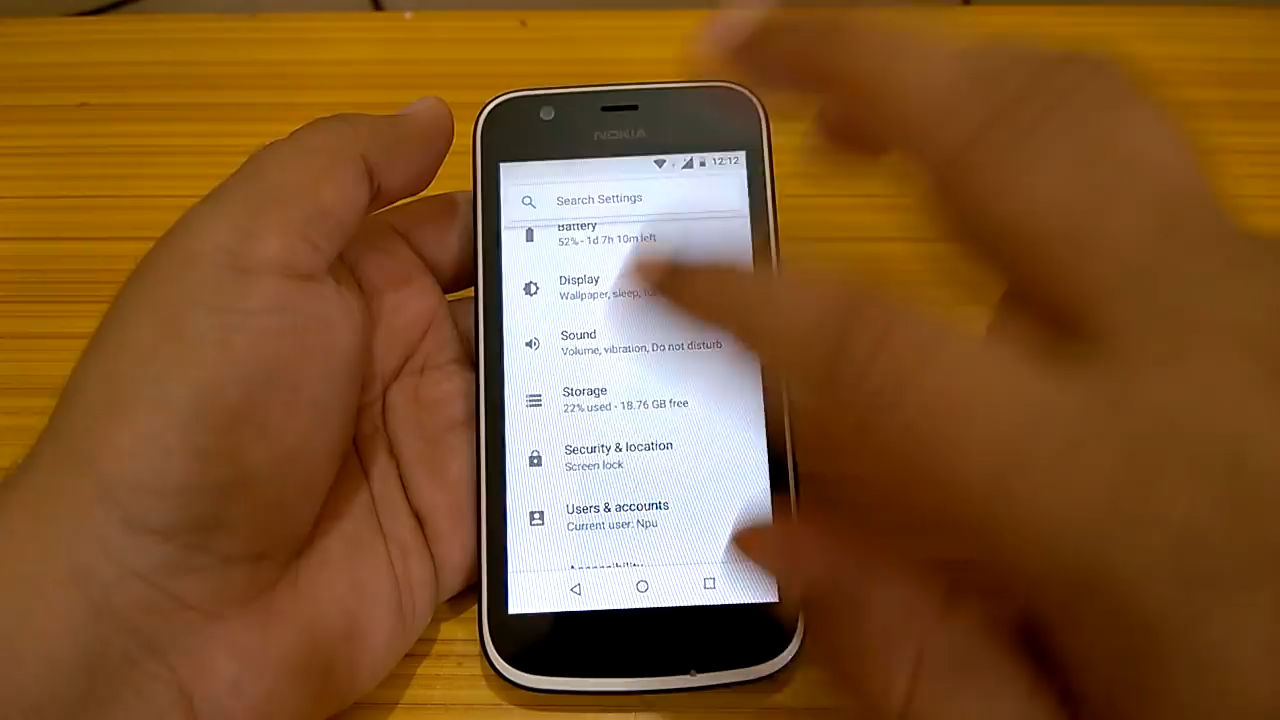 NOKIA
12:12
Search Settings
Battery
52% - 1d 7h 10m left
Display
Wallpaper, sleep,
Sound
Volume, vibration, Do not disturb
Storage
22% used - 18.76 GB free
Security & location
Screen lock
Users & accounts
Current user: Npu